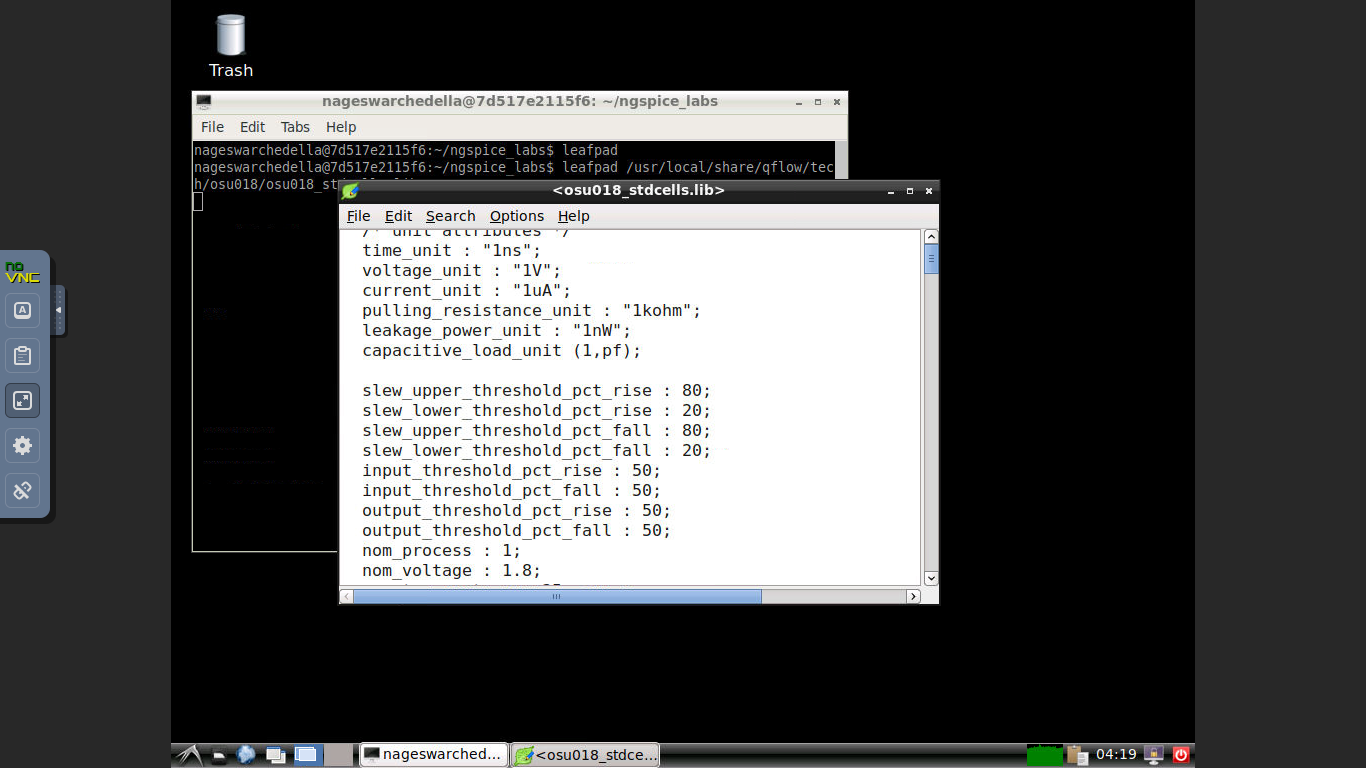 Trash
nageswarchedella@7d517e2115f6: ~/ngspice_labs
File Edit Tabs Help
nageswarchedella@7d517e2115f6:~/ngspice_labs$ leafpad
nageswarchedella@7d517e2115f6:~/ngspice_labs$ leafpad /usr/local/share/qflow/tec
h/osu018/osu018_st
<osu018_stdcells.lib>
File Edit Search Options Help
/* unit attributes */
time_unit : "1ns";
voltage_unit : "1V";
current_unit : "1uA";
pulling_resistance_unit : "1kohm";
leakage_power_unit : "1nW";
capacitive_load_unit (1,pf);
slew_upper_threshold_pct_rise : 80;
slew_lower_threshold_pct_rise : 20;
slew_upper_threshold_pct_fall : 80;
slew_lower_threshold_pct_fall : 20;
input_threshold_pct_rise : 50;
input_threshold_pct_fall : 50;
output_threshold_pct_rise : 50;
output_threshold_pct_fall : 50;
nom_process : 1;
nom_voltage : 1.8;
no
VNC
A
nageswarched...
<osu018_stdce...
04:19